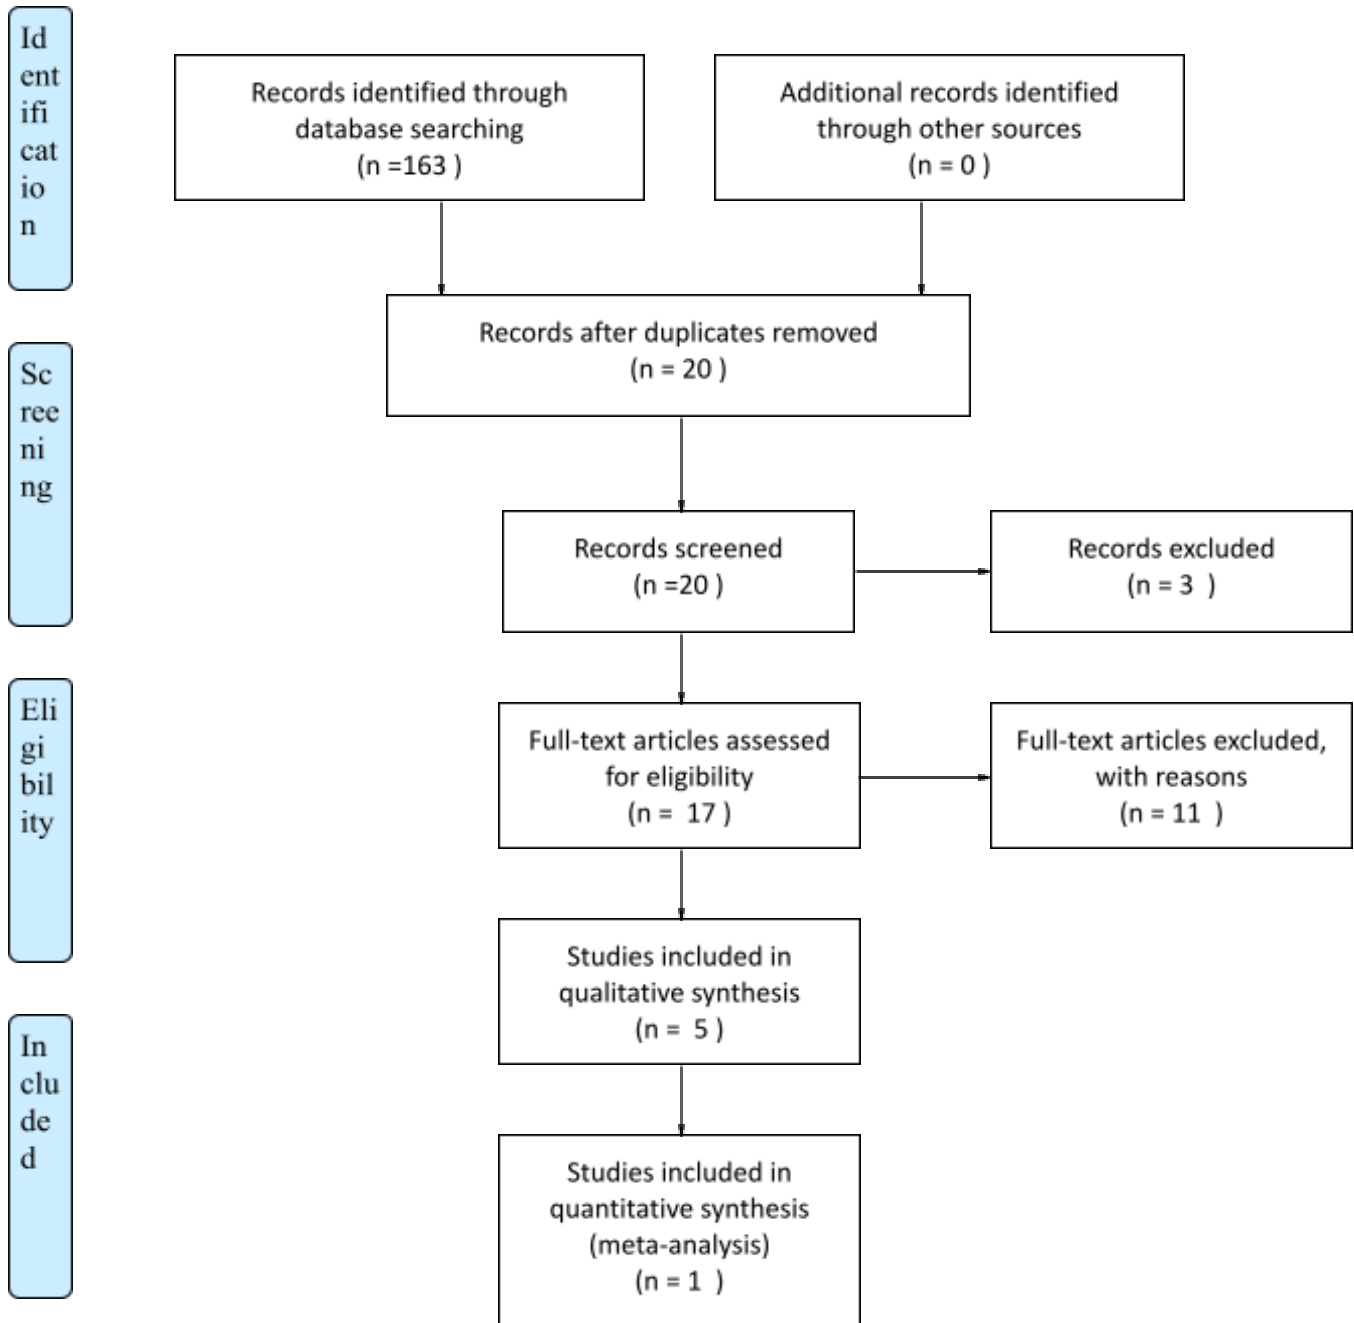 Id
ent
ifi
cat
io
n
Records identified through
database searching
(n =163 )
Additional records identified
through other sources
(n = 0 )
Records after duplicates removed
(n = 20 )
Sc
ree
ni
ng
Records screened
(n =20 )
Records excluded
(n = 3  )
Eli
gi
bil
ity
Full-text articles assessed
for eligibility
(n =  17 )
Full-text articles excluded,
with reasons
(n = 11  )
Studies included in
qualitative synthesis
(n =  5 )
In
clu
de
d
Studies included in
quantitative synthesis
(meta-analysis)
(n = 1  )